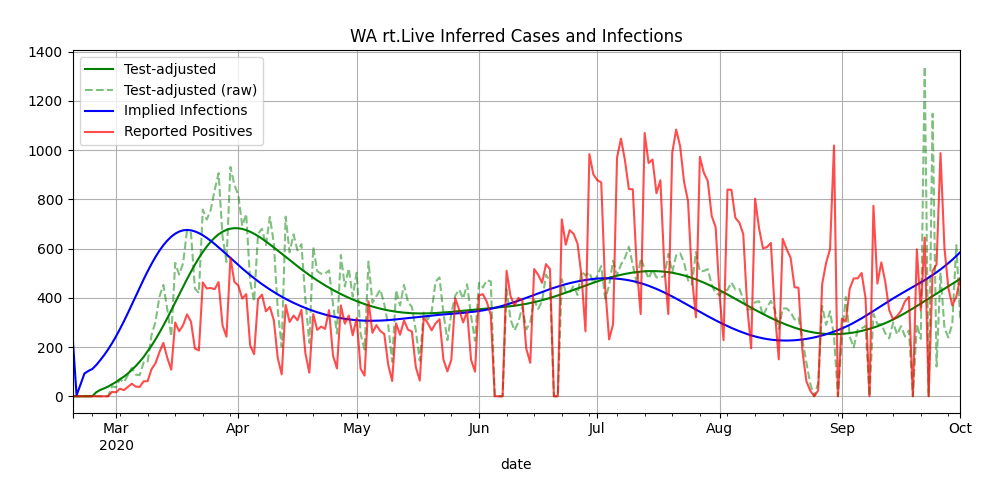 WA rt.Live Inferred Cases and Infections
1400
1200
1000
800
600
400
200
0
Test-adjusted
Test-adjusted (raw)
Implied Infections
Reported Positives
Mar
2020
Apr
May
Jun
Jul
Aug
Sep
Oct
date